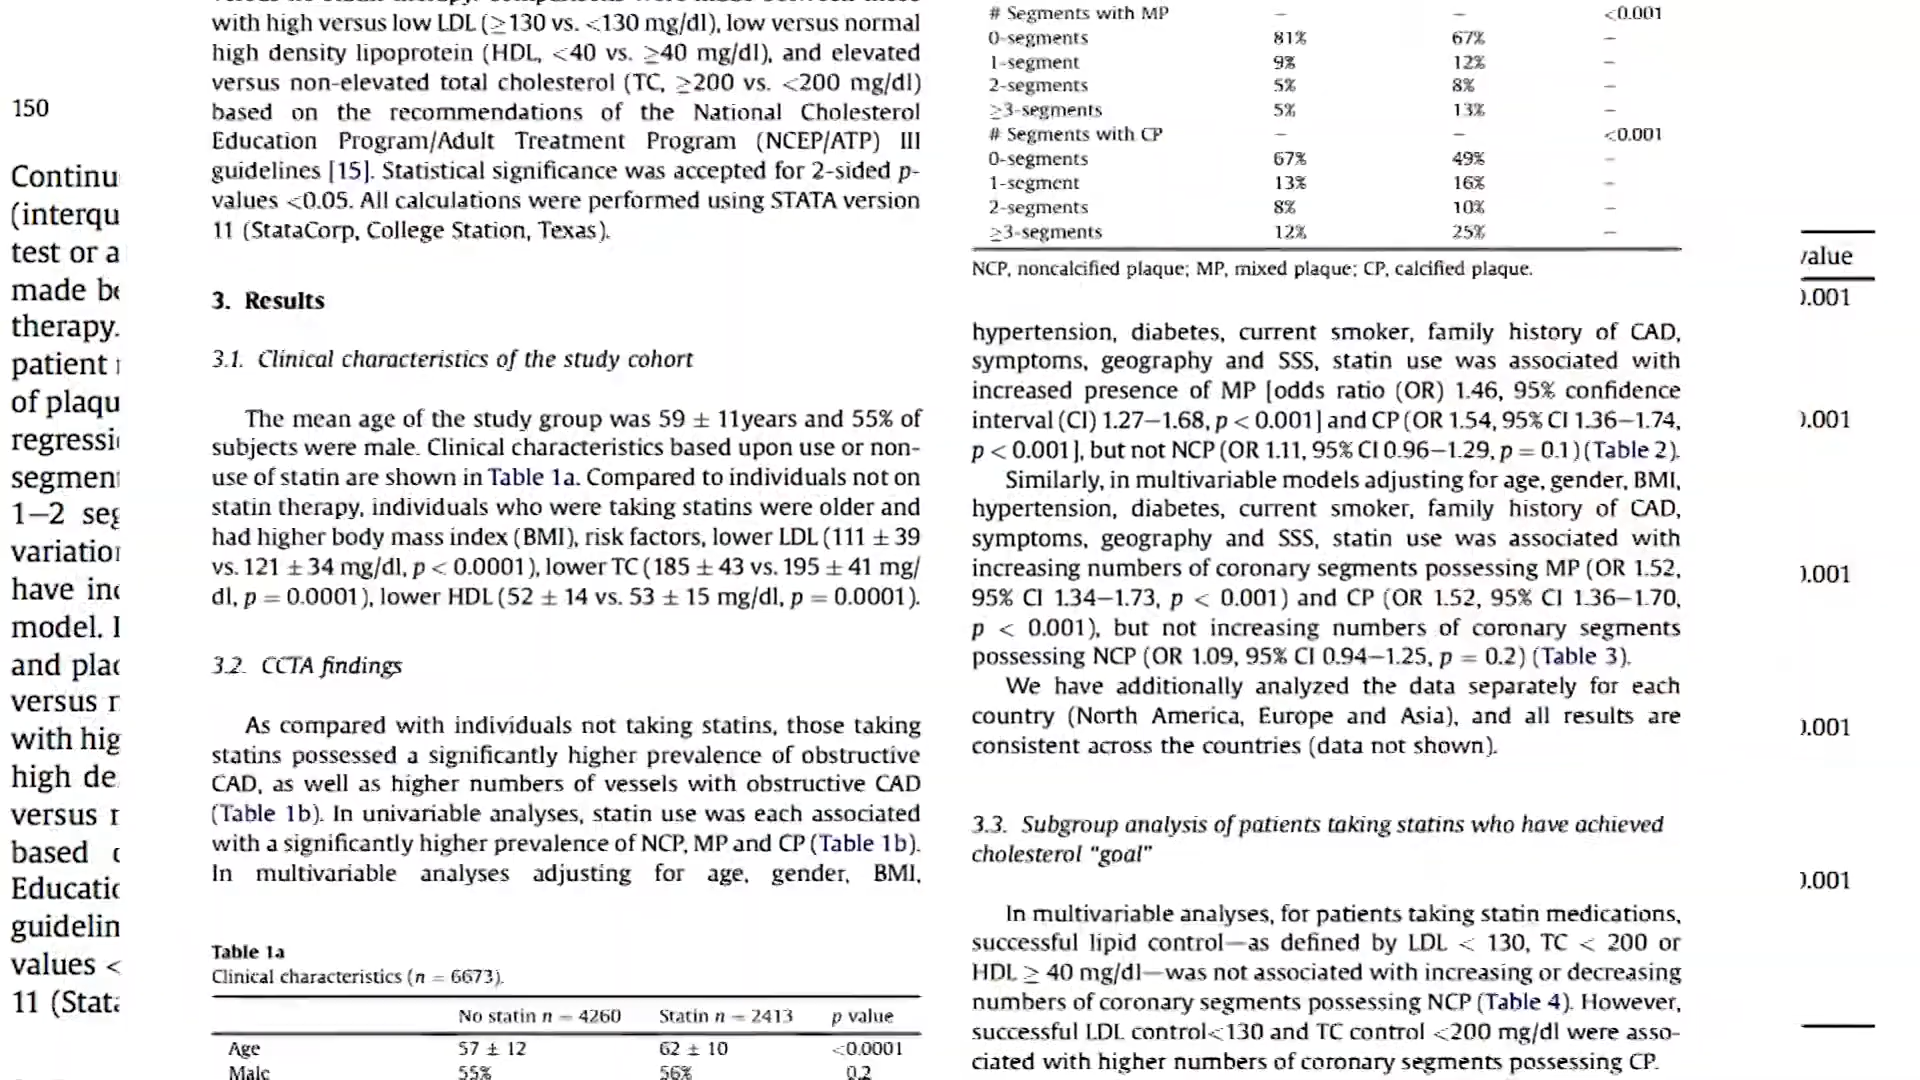 150
Continu
(interqu
test or a
made be
therapy.
patient
of plaqu
regressi
segment
1–2 seg
variation
have inc
model. I
and plac
versus
with hig
high de
versus
based
Educatic
guidelin
values <
11 (Stata
with high versus low LDL (≥130 vs. <130 mg/dl), low versus normal
high density lipoprotein (HDL, <40 vs. ≥40 mg/dl), and elevated
versus non-elevated total cholesterol (TC, ≥200 vs. <200 mg/dl)
based on the recommendations of the National Cholesterol
Education Program/Adult Treatment Program (NCEP/ATP) III
guidelines [15]. Statistical significance was accepted for 2-sided p-
values <0.05. All calculations were performed using STATA version
11 (StataCorp, College Station, Texas).
3. Results
3.1. Clinical characteristics of the study cohort
The mean age of the study group was 59 ± 11years and 55% of
subjects were male. Clinical characteristics based upon use or non-
use of statin are shown in Table 1a. Compared to individuals not on
statin therapy, individuals who were taking statins were older and
had higher body mass index (BMI), risk factors, lower LDL (111 ± 39
vs. 121 ± 34 mg/dl, p < 0.0001), lower TC (185 ± 43 vs. 195 ± 41 mg/
dl, p = 0.0001), lower HDL (52 ± 14 vs. 53 ± 15 mg/dl, p = 0.0001).
3.2. CCTA findings
As compared with individuals not taking statins, those taking
statins possessed a significantly higher prevalence of obstructive
CAD, as well as higher numbers of vessels with obstructive CAD
(Table 1b). In univariable analyses, statin use was each associated
with a significantly higher prevalence of NCP, MP and CP (Table 1b).
In multivariable analyses adjusting for age, gender, BMI,
Table 1a
Clinical characteristics (n = 6673).
No statin n = 4260 Statin n = 2413 p value
Age 57 ± 12 62 ± 10 <0.0001
Male 55% 56% 0.2
# Segments with MP – – <0.001
0-segments 81% 67% –
1-segment 9% 12% –
2-segments 5% 8% –
≥3-segments 5% 13% –
# Segments with CP – – <0.001
0-segments 67% 49% –
1-segment 13% 16% –
2-segments 8% 10% –
≥3-segments 12% 25% –
NCP, noncalcified plaque; MP, mixed plaque; CP, calcified plaque.
hypertension, diabetes, current smoker, family history of CAD,
symptoms, geography and SSS, statin use was associated with
increased presence of MP [odds ratio (OR) 1.46, 95% confidence
interval (CI) 1.27–1.68, p < 0.001] and CP (OR 1.54, 95% CI 1.36–1.74,
p < 0.001], but not NCP (OR 1.11, 95% CI 0.96–1.29, p = 0.1) (Table 2).
Similarly, in multivariable models adjusting for age, gender, BMI,
hypertension, diabetes, current smoker, family history of CAD,
symptoms, geography and SSS, statin use was associated with
increasing numbers of coronary segments possessing MP (OR 1.52,
95% CI 1.34–1.73, p < 0.001) and CP (OR 1.52, 95% CI 1.36–1.70,
p < 0.001), but not increasing numbers of coronary segments
possessing NCP (OR 1.09, 95% CI 0.94–1.25, p = 0.2) (Table 3).
We have additionally analyzed the data separately for each
country (North America, Europe and Asia), and all results are
consistent across the countries (data not shown).
3.3. Subgroup analysis of patients taking statins who have achieved
cholesterol "goal"
In multivariable analyses, for patients taking statin medications,
successful lipid control—as defined by LDL < 130, TC < 200 or
HDL ≥ 40 mg/dl—was not associated with increasing or decreasing
numbers of coronary segments possessing NCP (Table 4). However,
successful LDL control<130 and TC control <200 mg/dl were asso-
ciated with higher numbers of coronary segments possessing CP.
value
0.001
0.001
0.001
0.001
0.001